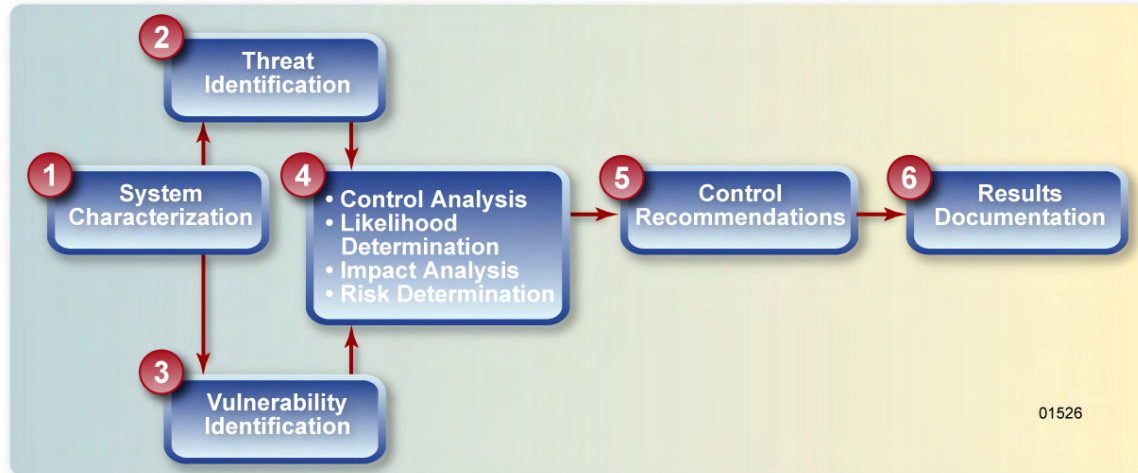 1
System
Characterization
2
Threat
Identification
3
Vulnerability
Identification
4
• Control Analysis
• Likelihood
Determination
• Impact Analysis
• Risk Determination
5
Control
Recommendations
6
Results
Documentation
01526